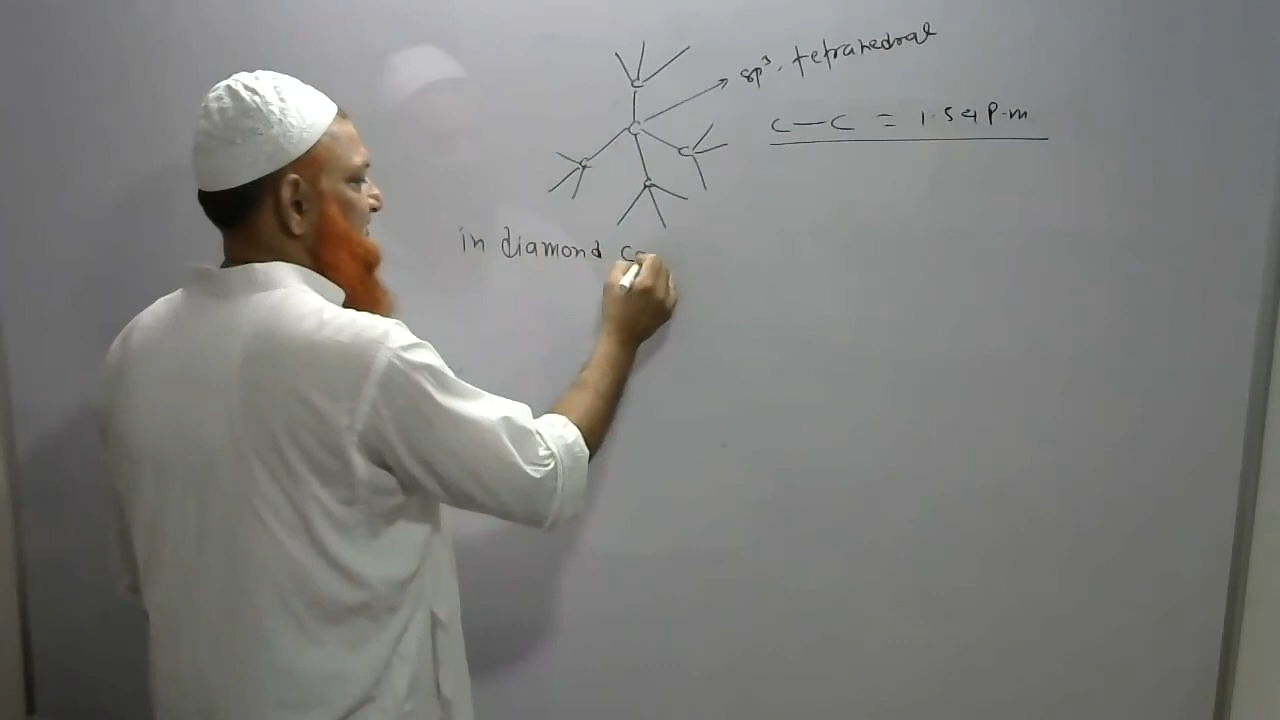 C
C
C
C
C
sp³. tetrahedral
C — C = 1.54 P.m
in diamond c